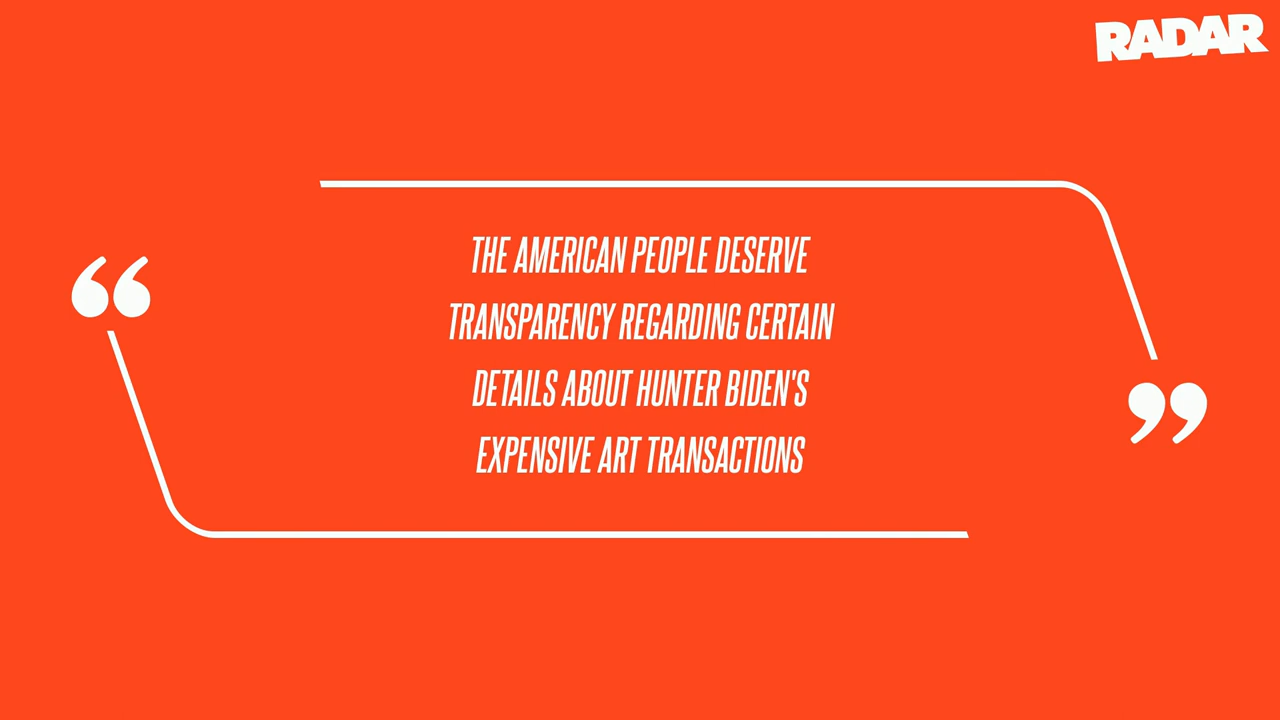 RADAR
“
THE AMERICAN PEOPLE DESERVE
TRANSPARENCY REGARDING CERTAIN
DETAILS ABOUT HUNTER BIDEN'S
EXPENSIVE ART TRANSACTIONS
”